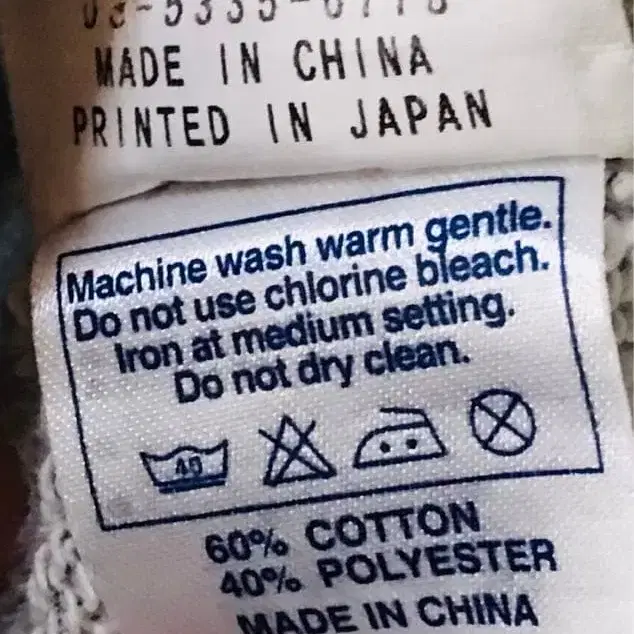 MADE IN CHINA
PRINTED IN JAPAN
Machine wash warm gentle.
Do not use chlorine bleach.
Iron at medium setting.
Do not dry clean.
40
60% COTTON
40% POLYESTER
MADE IN CHINA